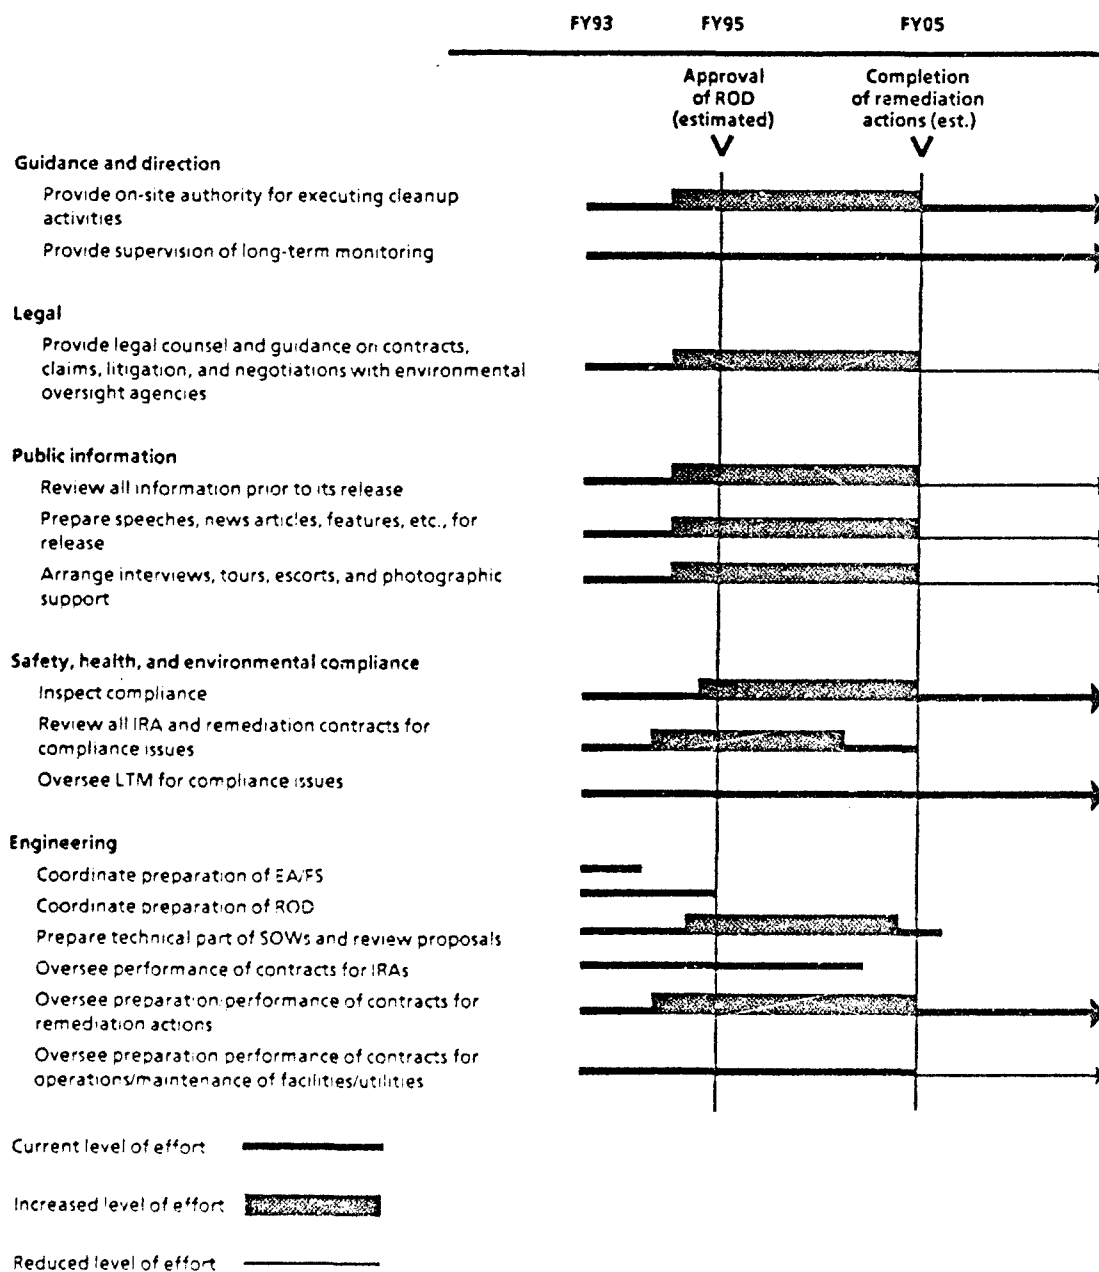 FY93 FY95 FY05
Approval Completion
of ROD of remediation
(estimated) actions (est.)
Guidance and direction
Provide on-site authority for executing cleanup
activities
Provide supervision of long-term monitoring
Legal
Provide legal counsel and guidance on contracts,
claims, litigation, and negotiations with environmental
oversight agencies
Public information
Review all information prior to its release
Prepare speeches, news articles, features, etc., for
release
Arrange interviews, tours, escorts, and photographic
support
Safety, health, and environmental compliance
Inspect compliance
Review all IRA and remediation contracts for
compliance issues
Oversee LTM for compliance issues
Engineering
Coordinate preparation of EA/FS
Coordinate preparation of ROD
Prepare technical part of SOWs and review proposals
Oversee performance of contracts for IRAs
Oversee preparation/performance of contracts for
remediation actions
Oversee preparation performance of contracts for
operations/maintenance of facilities/utilities
Current level of effort
Increased level of effort
Reduced level of effort